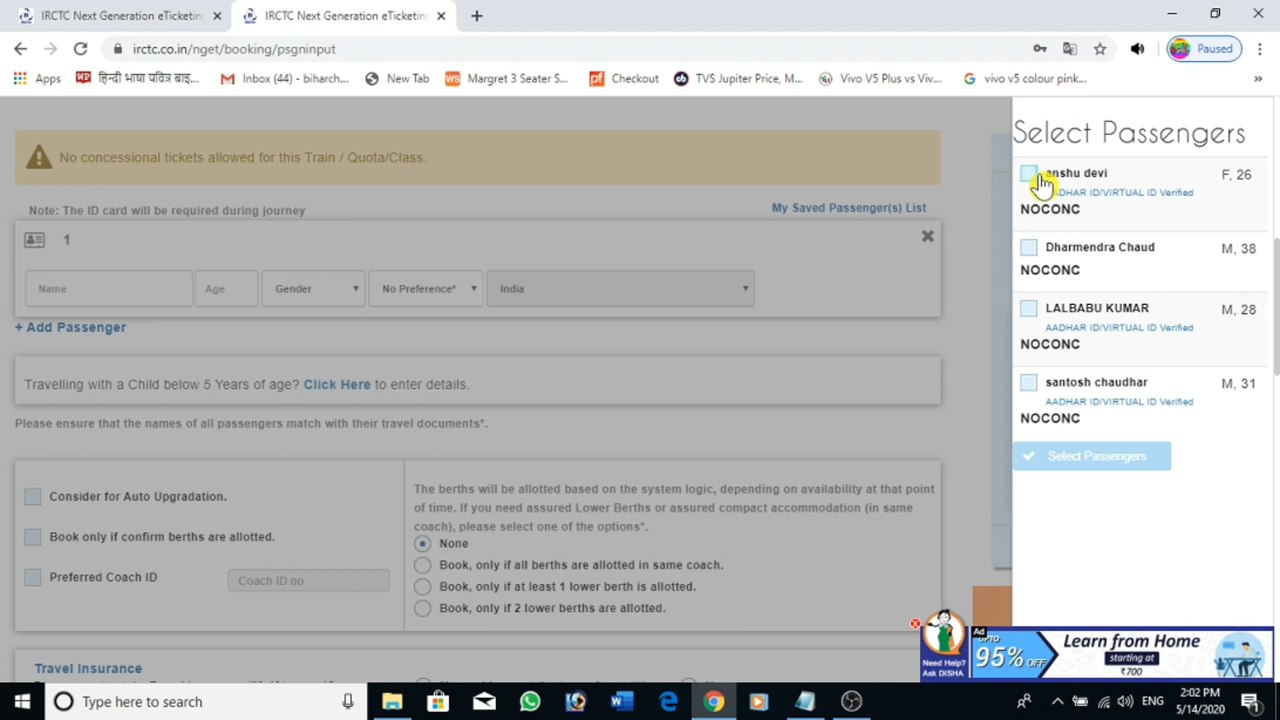 IRCTC Next Generation eTicketing
IRCTC Next Generation eTicketing
irctc.co.in/nget/booking/psgninput
Paused
Apps
हिन्दी भाषा पवित्र बाइ...
Inbox (44) - biharch...
New Tab
Margret 3 Seater S...
Checkout
TVS Jupiter Price, M...
Vivo V5 Plus vs Viv...
vivo v5 colour pink...
No concessional tickets allowed for this Train / Quota/Class.
Note: The ID card will be required during journey
My Saved Passenger(s) List
1
Name
Age
Gender
No Preference*
India
+ Add Passenger
Travelling with a Child below 5 Years of age? Click Here to enter details.
Please ensure that the names of all passengers match with their travel documents*.
Consider for Auto Upgradation.
Book only if confirm berths are allotted.
Preferred Coach ID
Coach ID no
The berths will be allotted based on the system logic, depending on availability at that point
of time. If you need assured Lower Berths or assured compact accommodation (in same
coach), please select one of the options*.
None
Book, only if all berths are allotted in same coach.
Book, only if at least 1 lower berth is allotted.
Book, only if 2 lower berths are allotted.
Travel Insurance
Select Passengers
anshu devi
F, 26
AADHAR ID/VIRTUAL ID Verified
NOCONC
Dharmendra Chaud
M, 38
NOCONC
LALBABU KUMAR
M, 28
AADHAR ID/VIRTUAL ID Verified
NOCONC
santosh chaudhar
M, 31
AADHAR ID/VIRTUAL ID Verified
NOCONC
Select Passengers
Need Help?
Ask DISHA
Ad
UPTO
95% OFF
Learn from Home
starting at
₹700
Type here to search
ENG
2:02 PM
5/14/2020